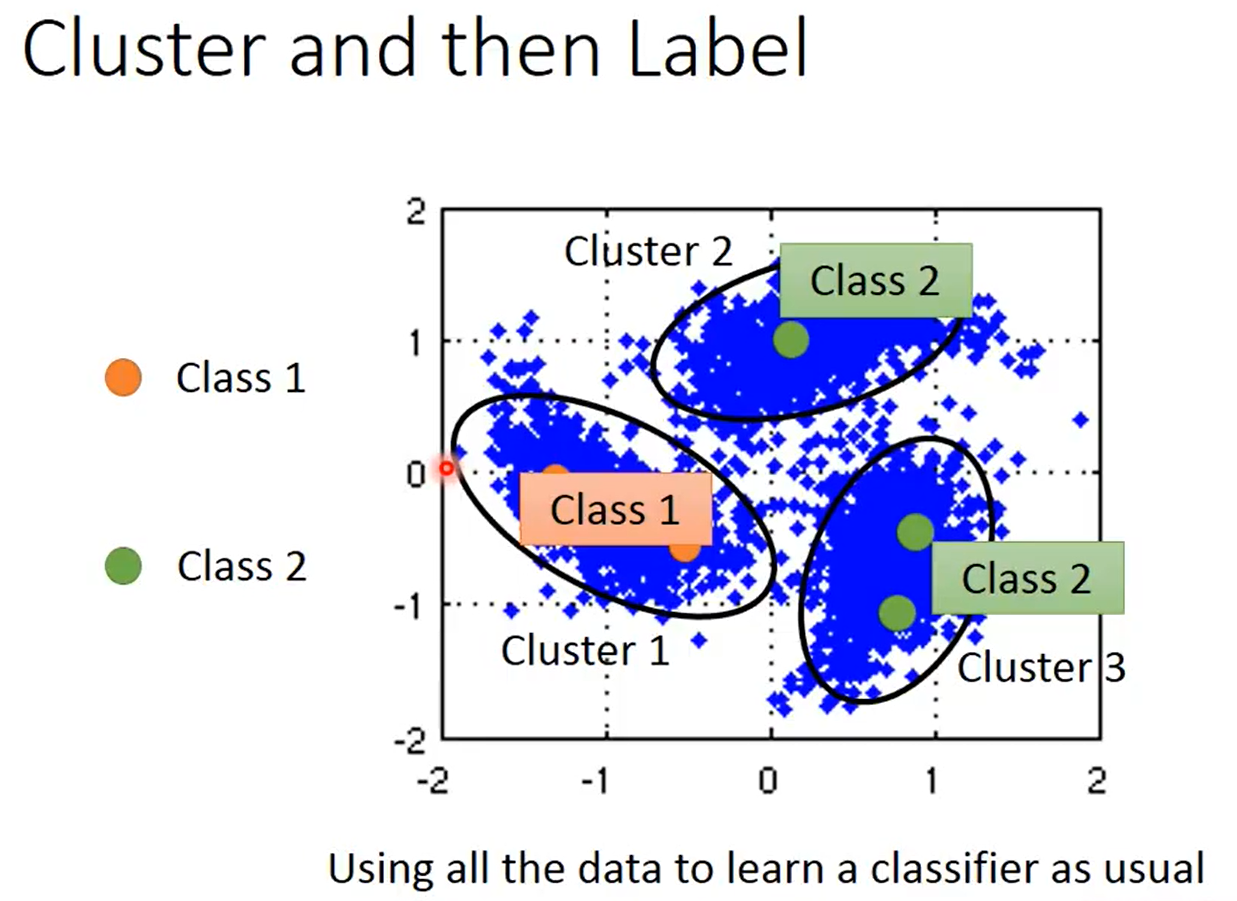 Cluster and then Label
2
Cluster 2
Class 2
1
Class 1
0
Class 1
Class 2
Class 2
-1
Cluster 1
Cluster 3
-2
-2 -1 0 1 2
Using all the data to learn a classifier as usual